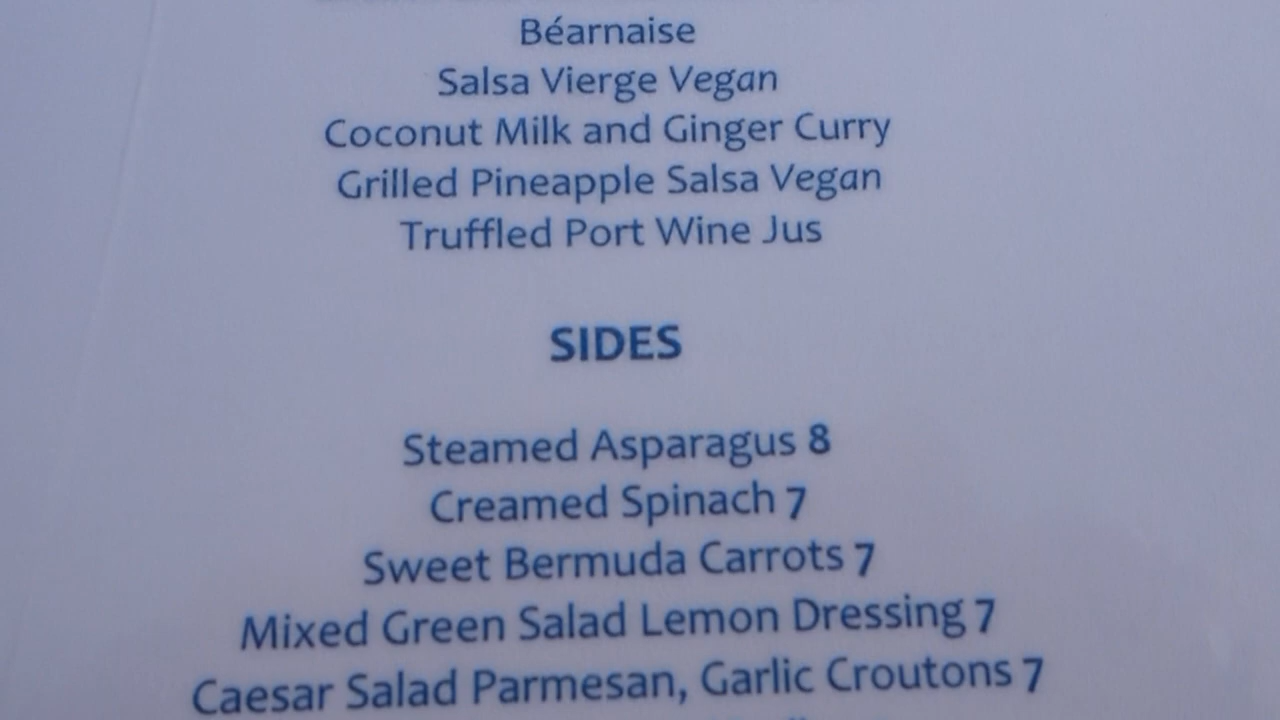 Béarnaise
Salsa Vierge Vegan
Coconut Milk and Ginger Curry
Grilled Pineapple Salsa Vegan
Truffled Port Wine Jus
SIDES
Steamed Asparagus 8
Creamed Spinach 7
Sweet Bermuda Carrots 7
Mixed Green Salad Lemon Dressing 7
Caesar Salad Parmesan, Garlic Croutons 7